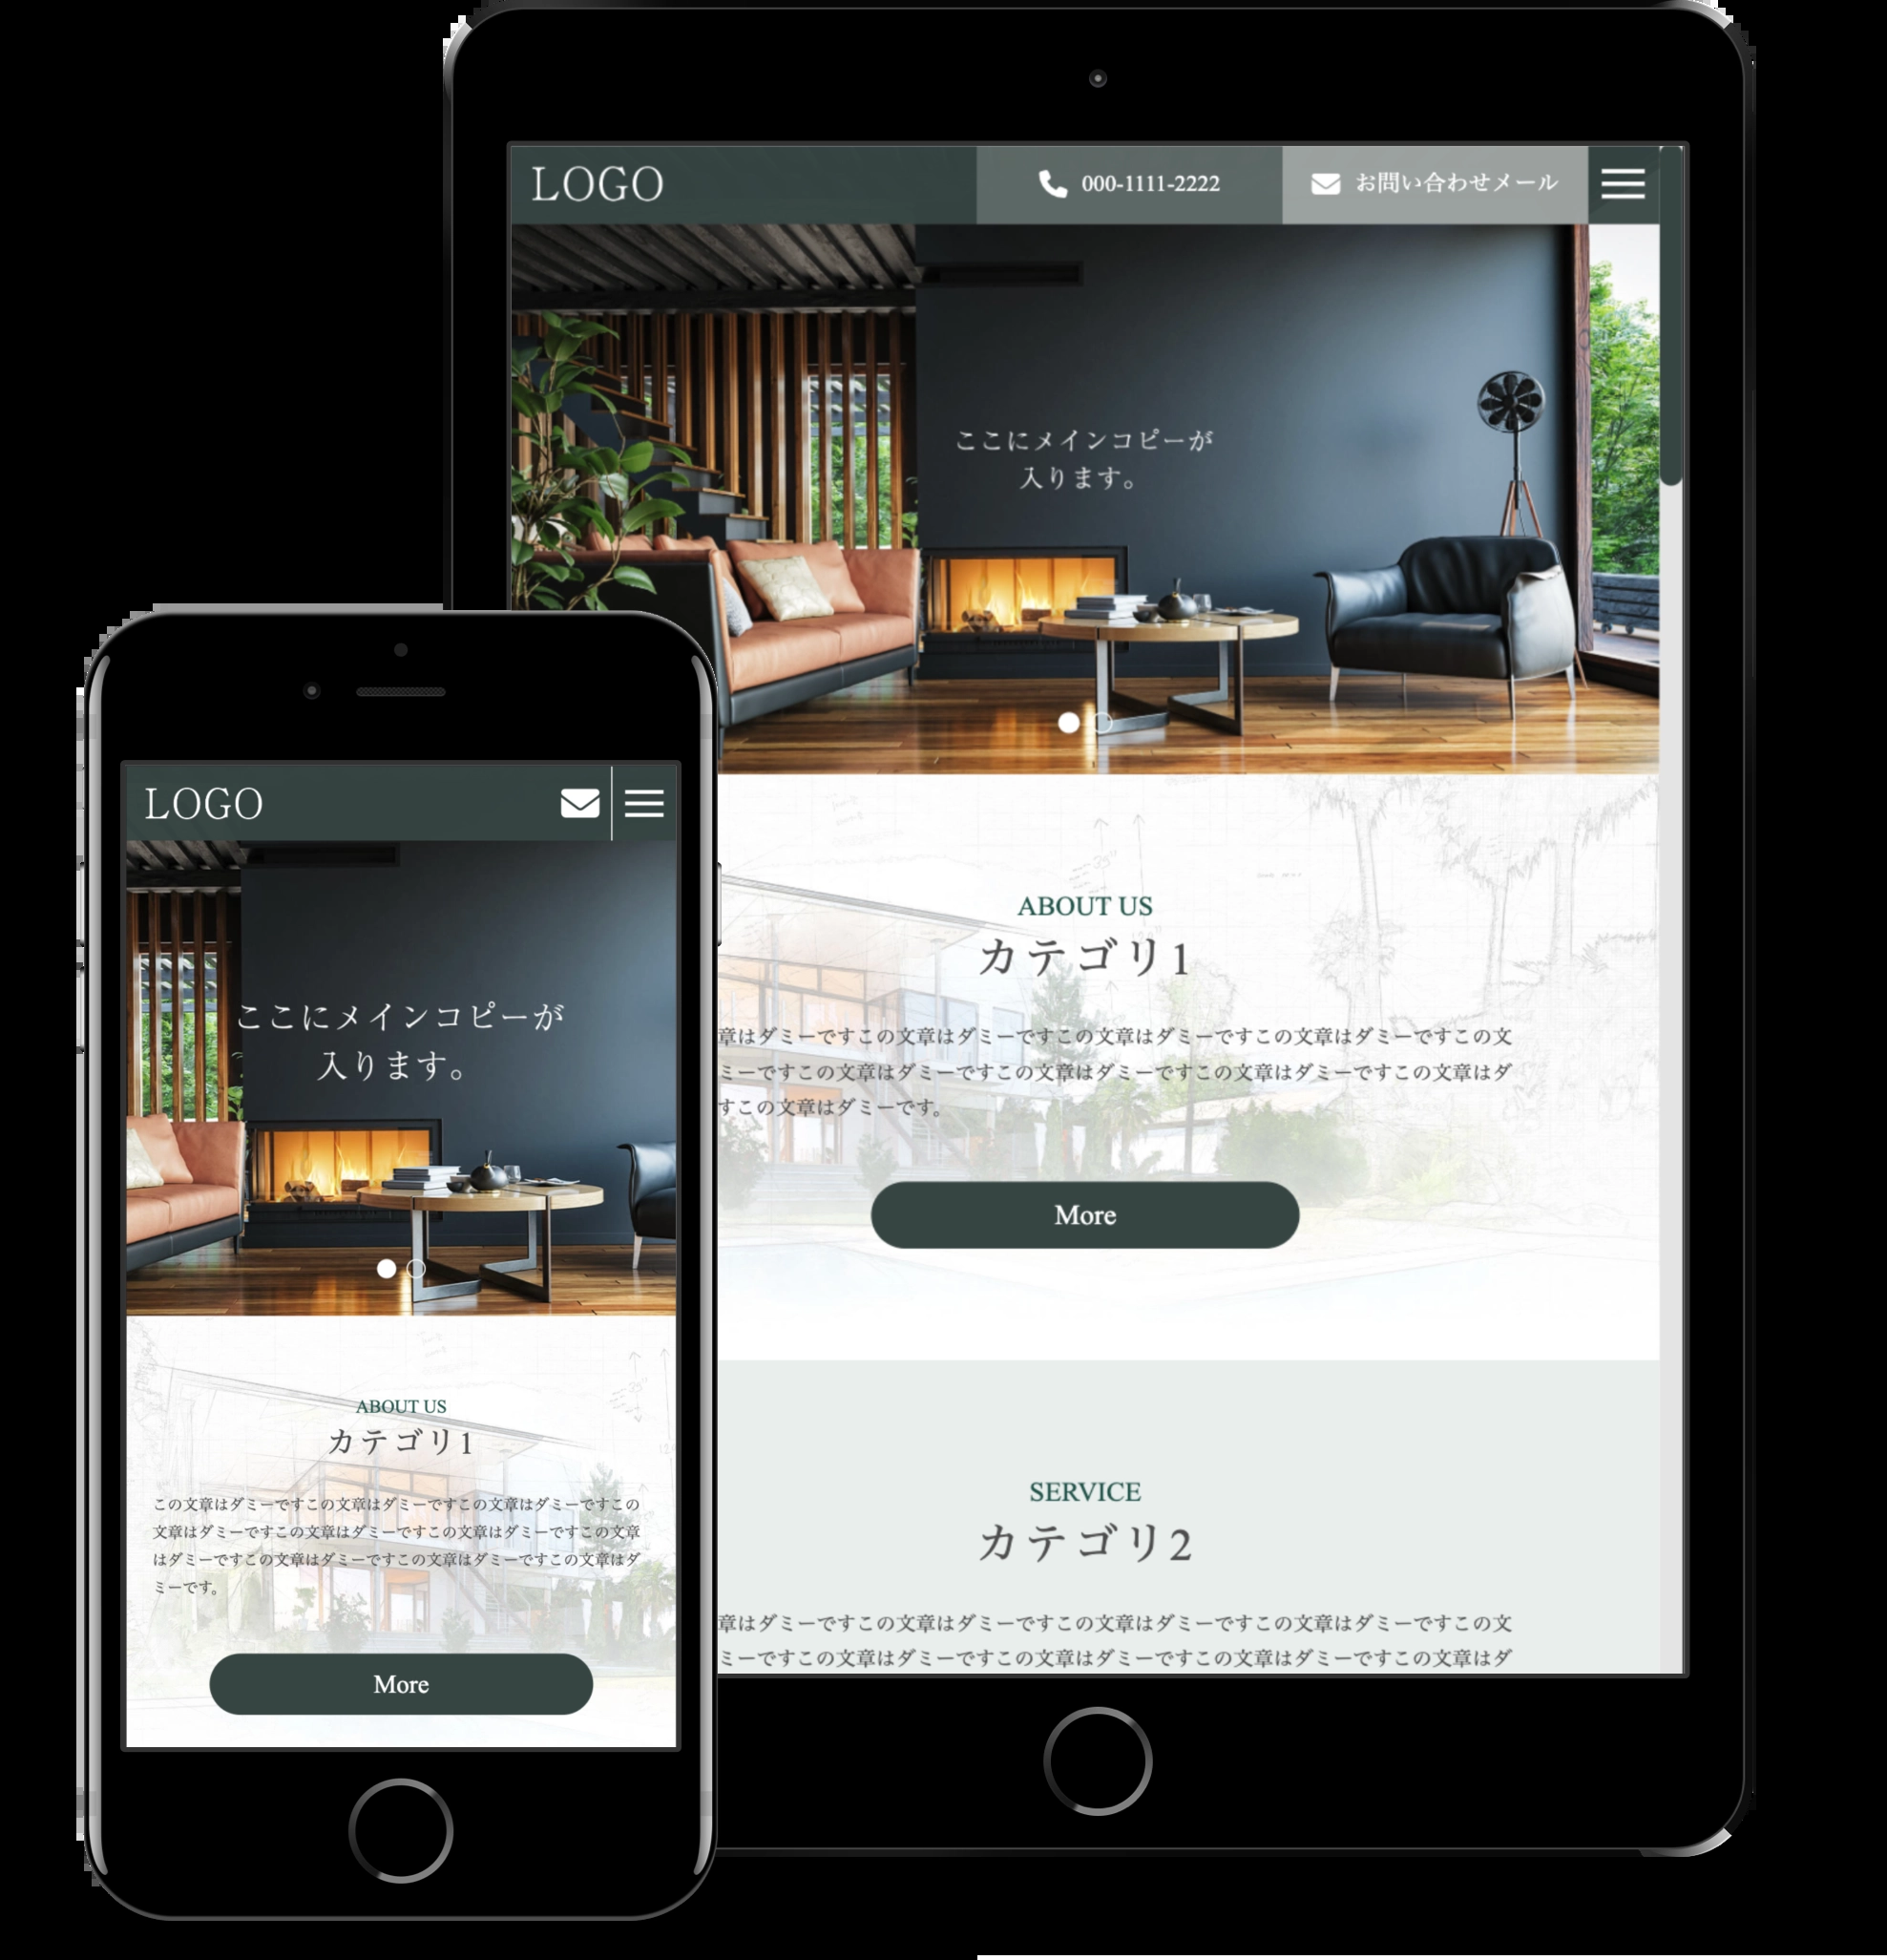 LOGO
000-1111-2222
お問い合わせメール
ここにメインコピーが
入ります。
ABOUT US
カテゴリ1
章はダミーですこの文章はダミーですこの文章はダミーですこの文章はダミーですこの文
ミーですこの文章はダミーですこの文章はダミーですこの文章はダミーですこの文章はダ
すこの文章はダミーです。
More
SERVICE
カテゴリ2
章はダミーですこの文章はダミーですこの文章はダミーですこの文章はダミーですこの文
ミーですこの文章はダミーですこの文章はダミーですこの文章はダミーですこの文章はダ
LOGO
ここにメインコピーが
入ります。
ABOUT US
カテゴリ1
この文章はダミーですこの文章はダミーですこの文章はダミーですこの
文章はダミーですこの文章はダミーですこの文章はダミーですこの文章
はダミーですこの文章はダミーですこの文章はダミーですこの文章はダ
ミーです。
More